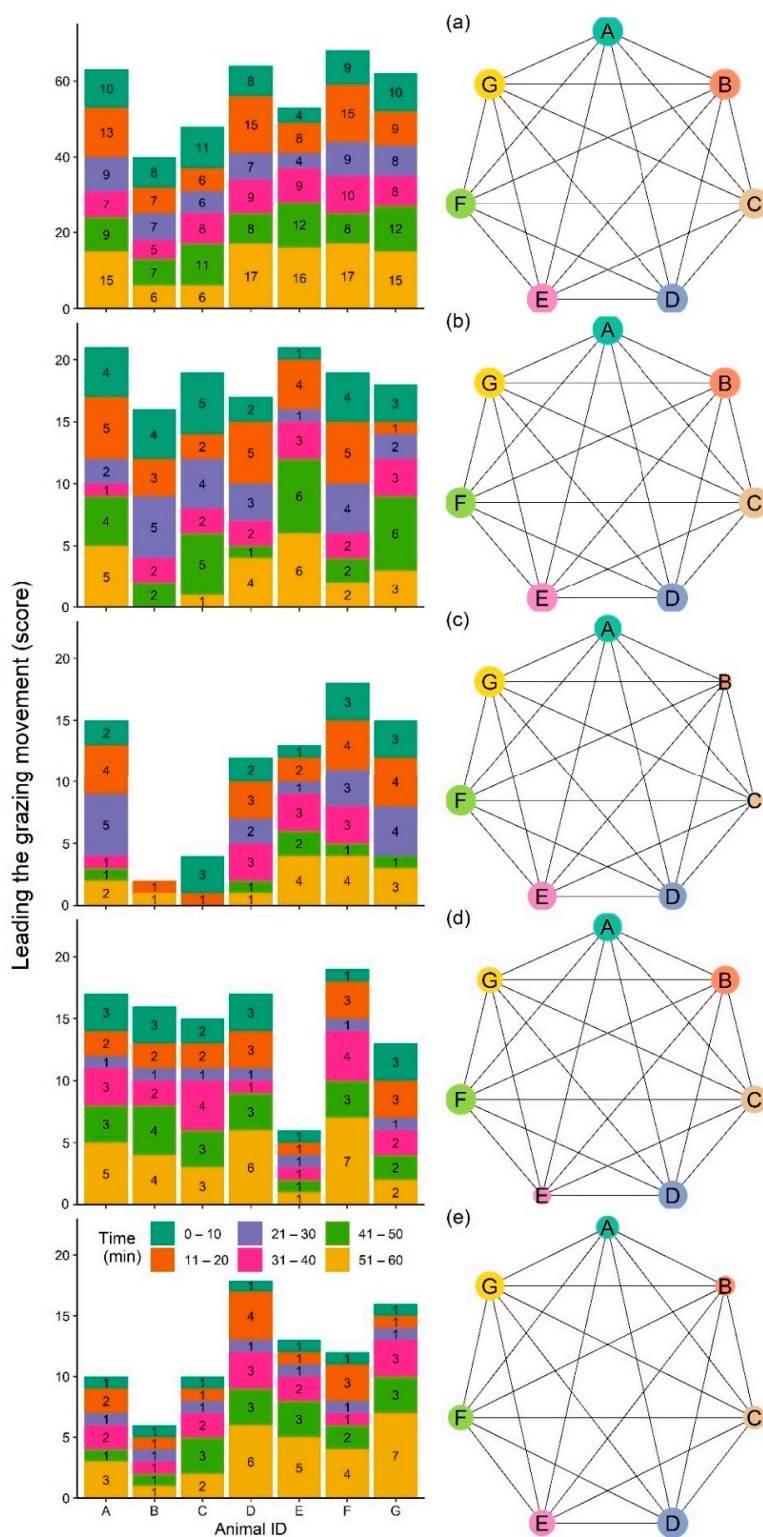 Leading the grazing movement (score)
(a)
60
40
20
0
10 13 9 7 9 15
8 7 7 5 7 6
11 6 6 8 11 6
8 15 7 9 8 17
4 8 4 9 12 16
9 15 9 10 8 17
10 9 8 8 12 15
A
G B
F C
E D
(b)
20
15
10
5
0
4 5 2 1 4 5
4 3 5 2 2
5 2 4 2 5 1
2 5 3 2 1 4
1 4 1 3 6 6
4 5 4 2 2 2
3 1 2 3 6 3
A
G B
F C
E D
(c)
20
15
10
5
0
2 4 5 1 1 2
1 1
3 1
2 3 2 3 1 1
1 2 1 3 2 4
3 4 3 3 1 4
3 4 4 1 3
A
G B
F C
E D
(d)
20
15
10
5
0
3 2 1 3 3 5
3 2 1 2 4 4
2 2 1 4 3 3
3 3 1 1 3 6
1 1 1 1 1 1
1 3 1 4 3 7
3 3 1 2 2 2
A
G B
F C
E D
(e)
Time (min)
0 – 10 21 – 30 41 – 50
11 – 20 31 – 40 51 – 60
20
15
10
5
0
1 2 1 2 1 3
1 1 1 1 1 1
1 1 1 2 3 2
1 4 1 3 3 6
1 1 1 2 3 5
1 3 1 1 2 4
1 1 1 3 3 7
A
G B
F C
E D
A B C D E F G
Animal ID